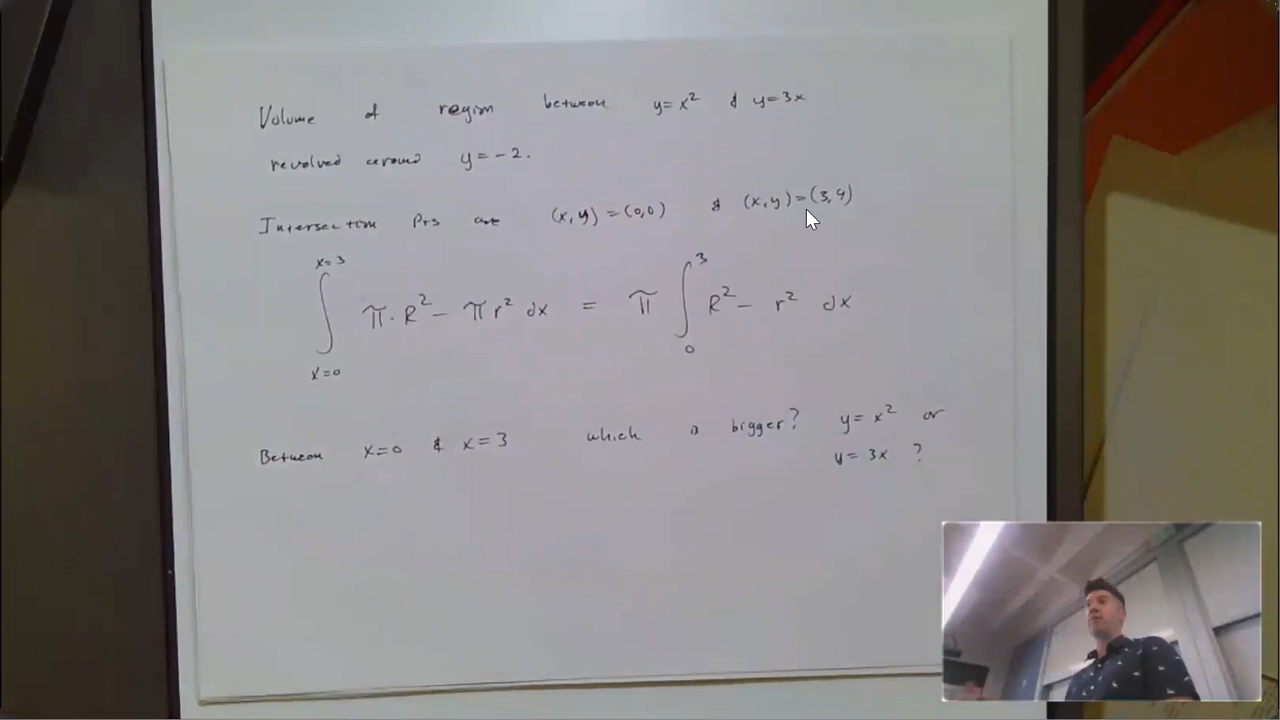 Volume of region between y=x² & y=3x
revolved around y=-2.
Intersection Pts are (x,y)=(0,0) & (x,y)=(3,9)
x=3
∫ π·R²- πr² dx = π ∫ R²- r² dx
x=0
3
0
Between x=0 & x=3 which is bigger? y=x² or
y=3x ?